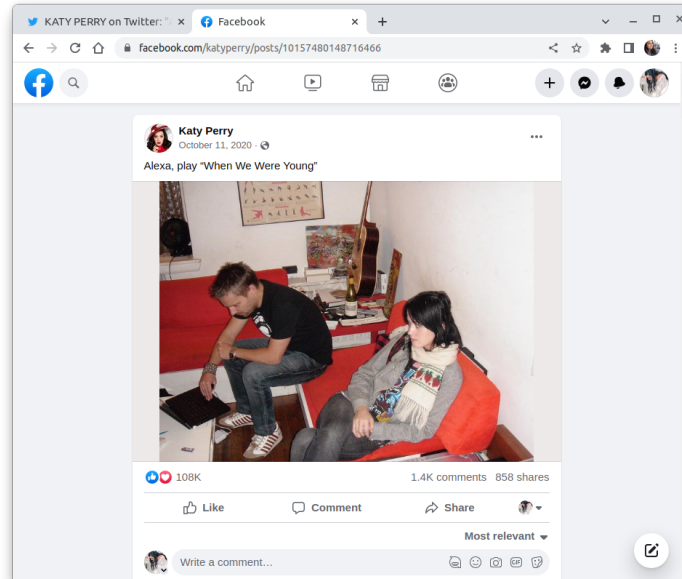 KATY PERRY on Twitter: "
Facebook
facebook.com/katyperry/posts/10157480148716466
Katy Perry
October 11, 2020 ·
Alexa, play “When We Were Young”
108K
1.4K comments 858 shares
Like
Comment
Share
Most relevant
Write a comment…
GIF